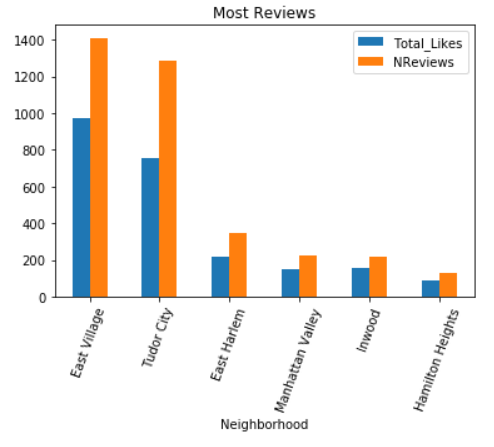 Most Reviews
Total_Likes
NReviews
1400
1200
1000
800
600
400
200
0
East Village
Tudor City
East Harlem
Manhattan Valley
Inwood
Hamilton Heights
Neighborhood